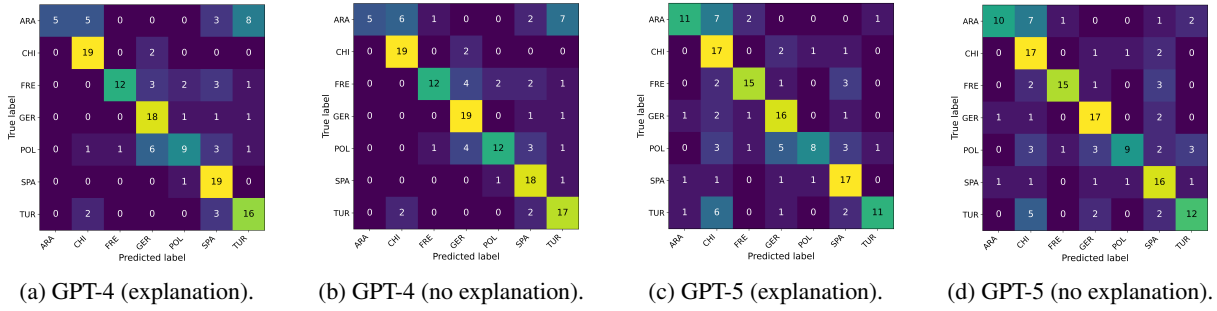 True label
ARA 5 5 0 0 0 3 8
CHI 0 19 0 2 0 0 0
FRE 0 0 12 3 2 3 1
GER 0 0 0 18 1 1 1
POL 0 1 1 6 9 3 1
SPA 0 0 0 0 1 19 0
TUR 0 2 0 0 0 3 16
ARA CHI FRE GER POL SPA TUR
Predicted label
(a) GPT-4 (explanation).
True label
ARA 5 6 1 0 0 2 7
CHI 0 19 0 2 0 0 0
FRE 0 0 12 4 2 2 1
GER 0 0 0 19 0 1 1
POL 0 0 1 4 12 3 1
SPA 0 0 0 0 1 18 1
TUR 0 2 0 0 0 2 17
ARA CHI FRE GER POL SPA TUR
Predicted label
(b) GPT-4 (no explanation).
True label
ARA 11 7 2 0 0 0 1
CHI 0 17 0 2 1 1 0
FRE 0 2 15 1 0 3 0
GER 1 2 1 16 0 1 0
POL 0 3 1 5 8 3 1
SPA 1 1 0 1 0 17 0
TUR 1 6 0 1 0 2 11
ARA CHI FRE GER POL SPA TUR
Predicted label
(c) GPT-5 (explanation).
True label
ARA 10 7 1 0 0 1 2
CHI 0 17 0 1 1 2 0
FRE 0 2 15 1 0 3 0
GER 1 1 0 17 0 2 0
POL 0 3 1 3 9 2 3
SPA 1 1 0 1 1 16 1
TUR 0 5 0 2 0 2 12
ARA CHI FRE GER POL SPA TUR
Predicted label
(d) GPT-5 (no explanation).